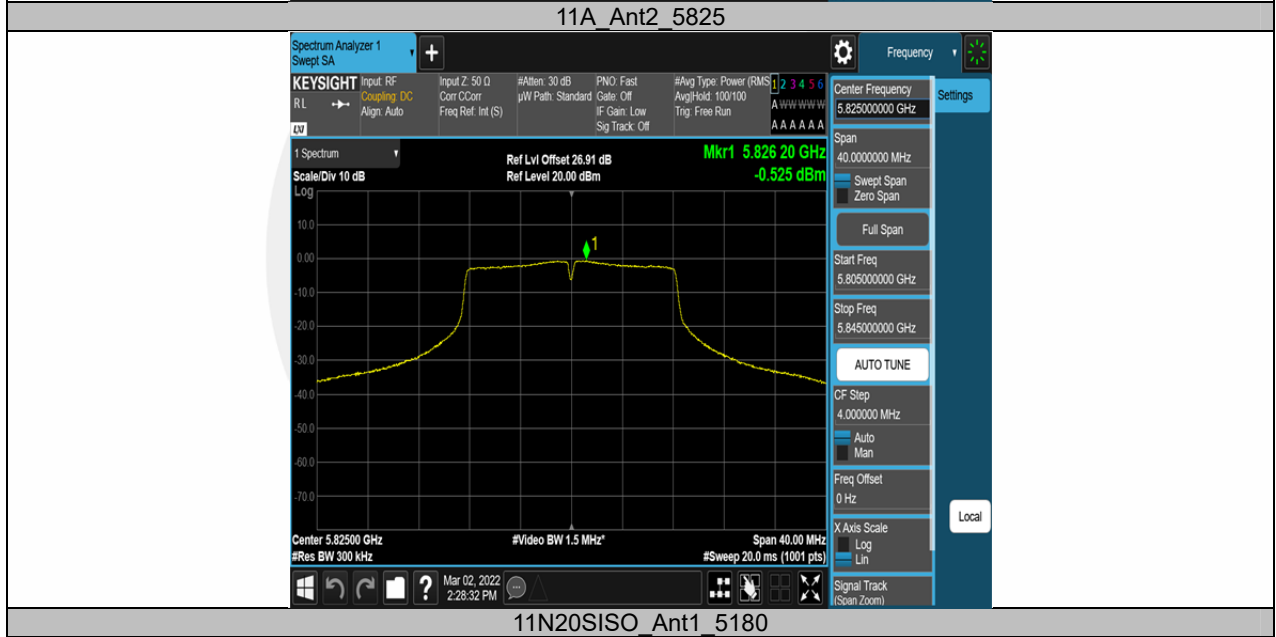 11A_Ant2_5825
Spectrum Analyzer 1
Swept SA
+
Frequency
KEYSIGHT
RL
LXI
Input: RF
Coupling: DC
Align: Auto
Input Z: 50 Ω
Corr CCorr
Freq Ref: Int (S)
#Atten: 30 dB
µW Path: Standard
PNO: Fast
Gate: Off
IF Gain: Low
Sig Track: Off
#Avg Type: Power (RMS
Avg|Hold: 100/100
Trig: Free Run
1 2 3 4 5 6
A W W W W W
A A A A A A
1 Spectrum
Scale/Div 10 dB
Log
Ref Lvl Offset 26.91 dB
Ref Level 20.00 dBm
Mkr1 5.826 20 GHz
-0.525 dBm
10.0
0.00
-10.0
-20.0
-30.0
-40.0
-50.0
-60.0
-70.0
1
Center 5.82500 GHz
#Res BW 300 kHz
#Video BW 1.5 MHz*
Span 40.00 MHz
#Sweep 20.0 ms (1001 pts)
?
Mar 02, 2022
2:28:32 PM
Center Frequency
5.825000000 GHz
Settings
Span
40.0000000 MHz
Swept Span
Zero Span
Full Span
Start Freq
5.805000000 GHz
Stop Freq
5.845000000 GHz
AUTO TUNE
CF Step
4.000000 MHz
Auto
Man
Freq Offset
0 Hz
X Axis Scale
Log
Lin
Local
Signal Track
(Span Zoom)
11N20SISO_Ant1_5180